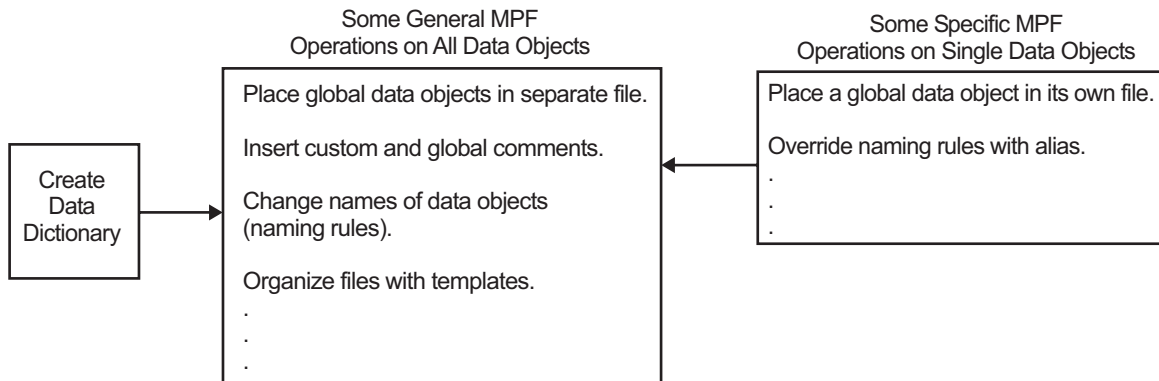 Some General MPF
Operations on All Data Objects
Place global data objects in separate file.
Insert custom and global comments.
Change names of data objects
(naming rules).
Organize files with templates.
.
.
.
Create
Data
Dictionary
Some Specific MPF
Operations on Single Data Objects
Place a global data object in its own file.
Override naming rules with alias.
.
.
.